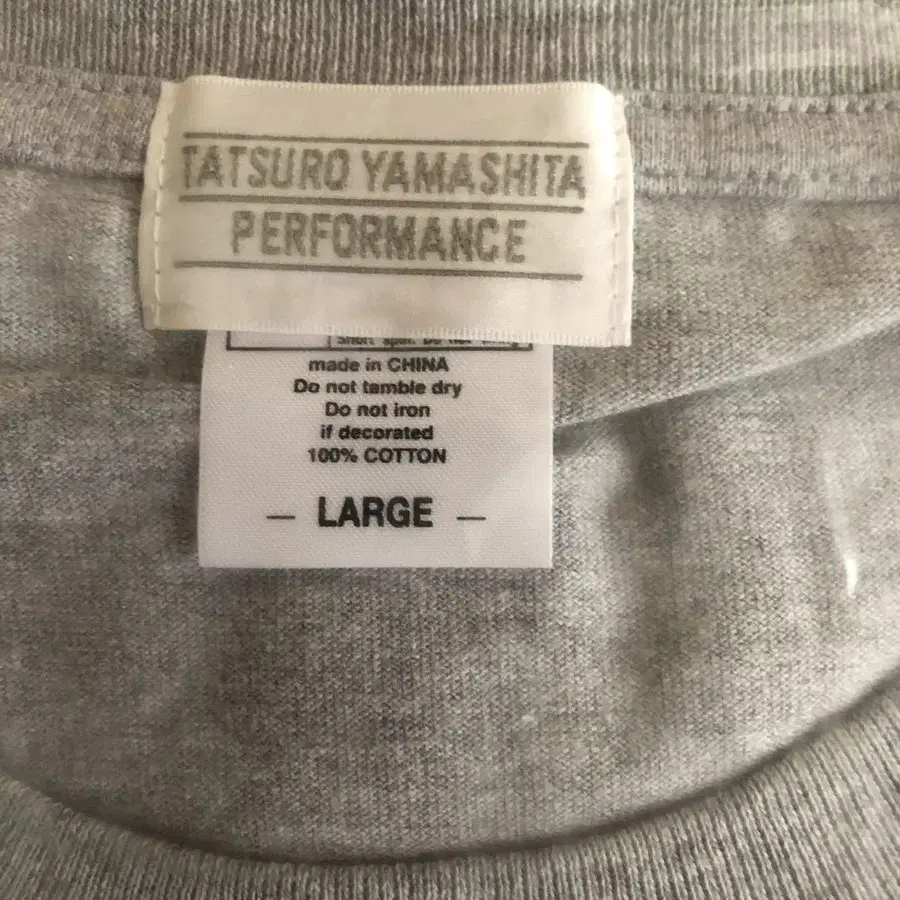 TATSURO YAMASHITA
PERFORMANCE
made in CHINA
Do not tamble dry
Do not iron
if decorated
100% COTTON
– LARGE –